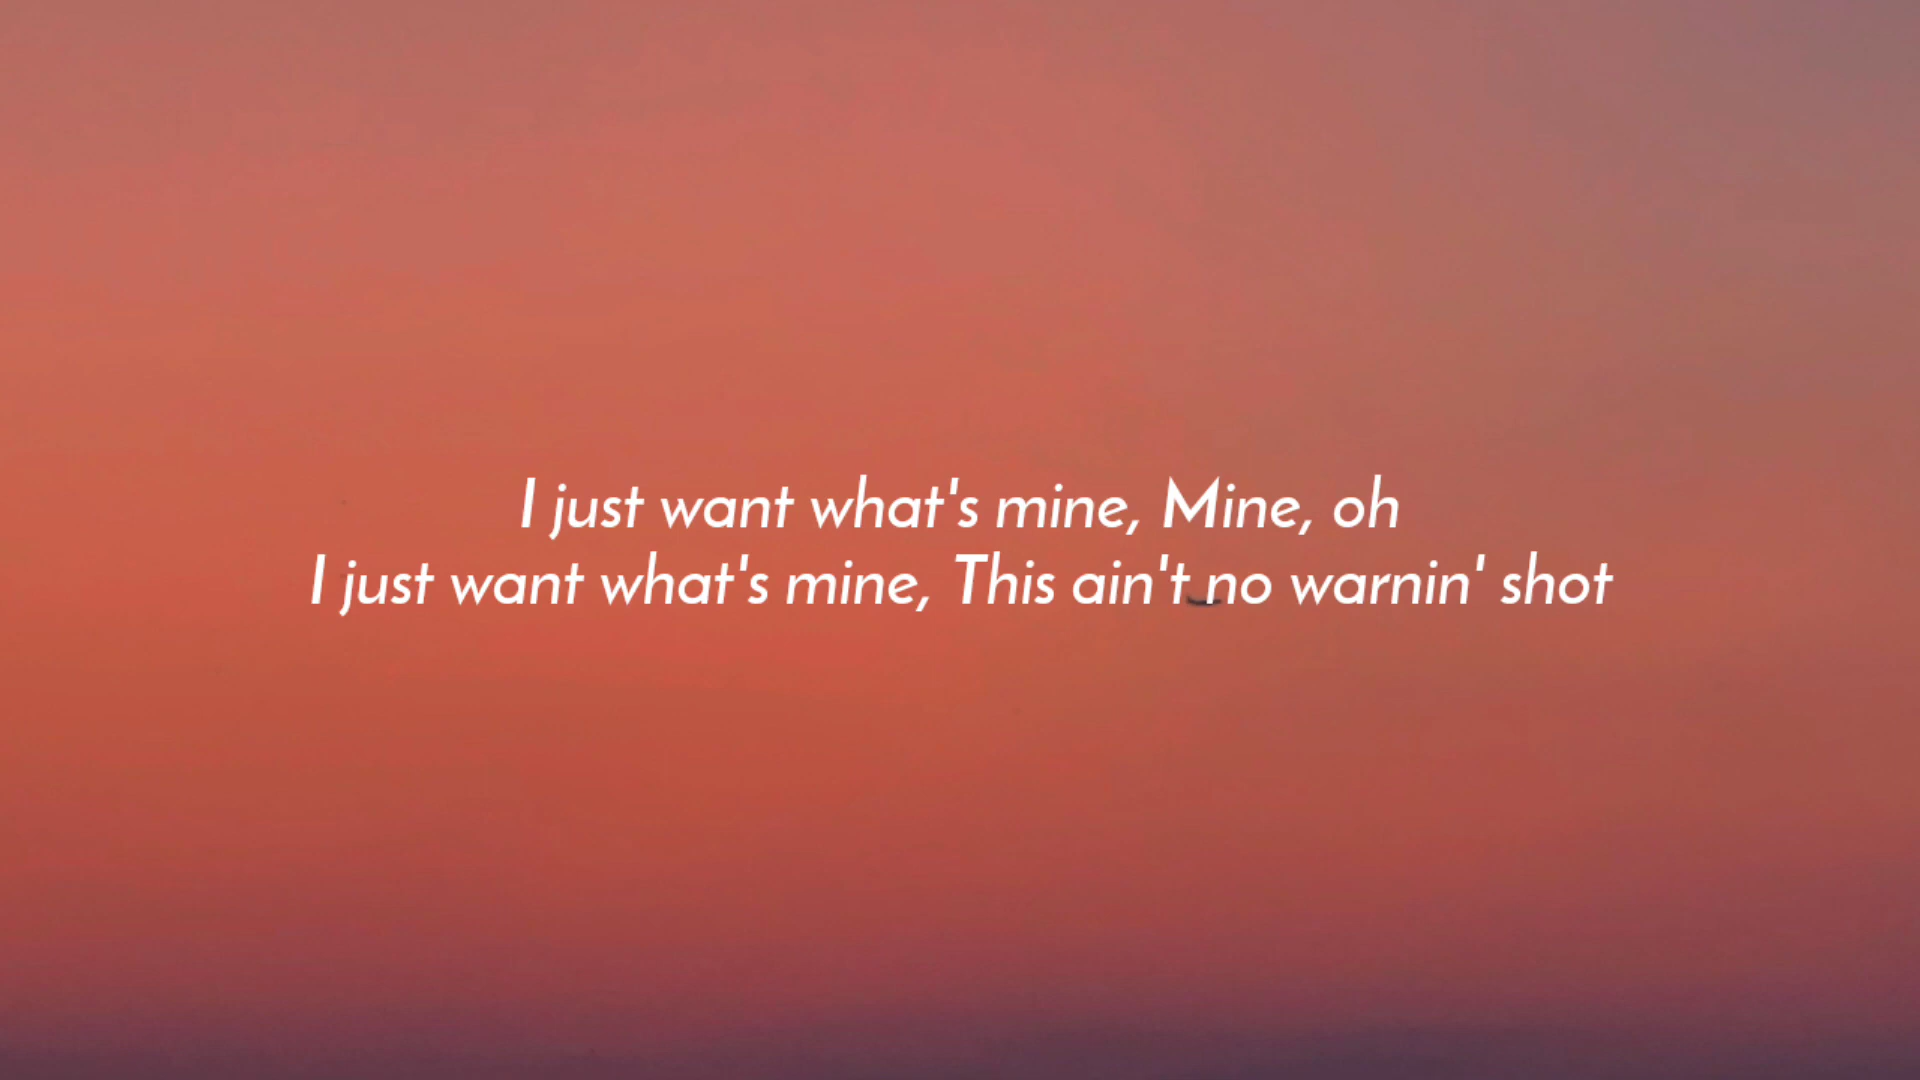 I just want what's mine, Mine, oh
I just want what's mine, This ain't no warnin' shot